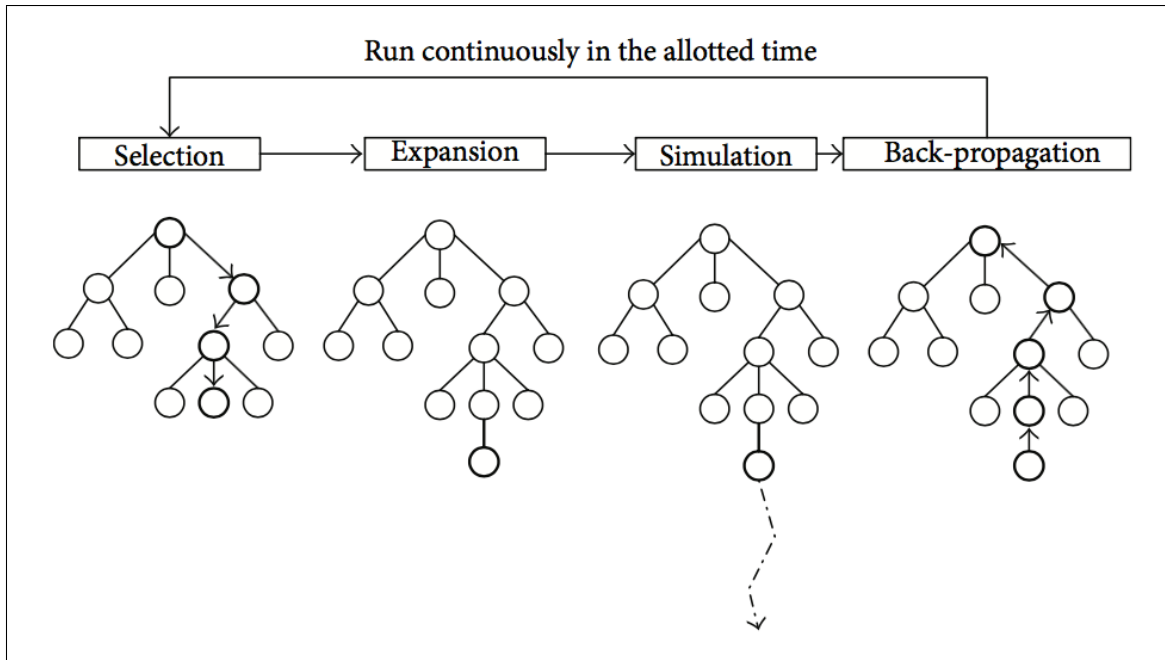 Run continuously in the allotted time
Selection
Expansion
Simulation
Back-propagation